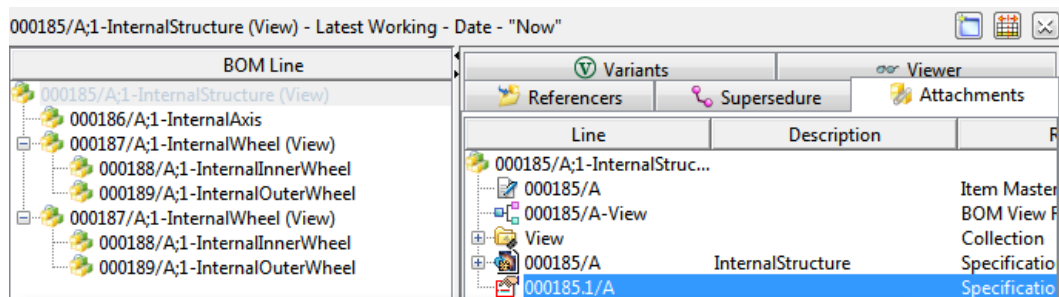 000185/A;1-InternalStructure (View) - Latest Working - Date - "Now"
BOM Line
000185/A;1-InternalStructure (View)
000186/A;1-InternalAxis
000187/A;1-InternalWheel (View)
000188/A;1-InternalInnerWheel
000189/A;1-InternalOuterWheel
000187/A;1-InternalWheel (View)
000188/A;1-InternalInnerWheel
000189/A;1-InternalOuterWheel
Variants Viewer
Referencers Supersedure Attachments
Line Description R
000185/A;1-InternalStruc...
000185/A Item Master
000185/A-View BOM View R
View Collection
000185/A InternalStructure Specificatio
000185.1/A Specificatio